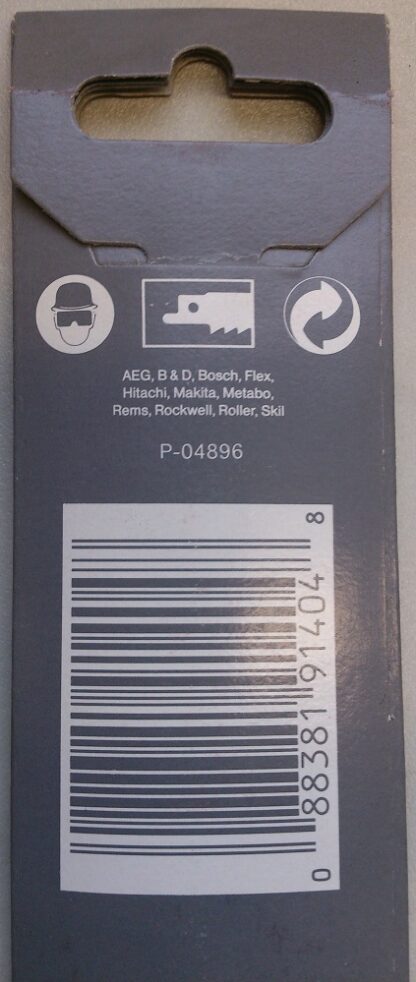 AEG, B & D, Bosch, Flex,
Hitachi, Makita, Metabo,
Rems, Rockwell, Roller, Skil
P-04896
0 88381 91404 8